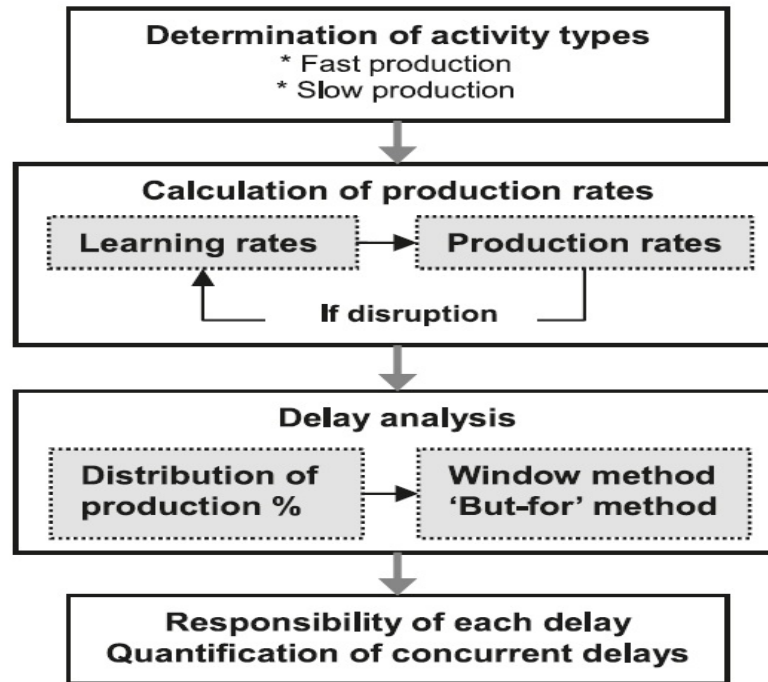 Determination of activity types
* Fast production
* Slow production
Calculation of production rates
Learning rates
Production rates
If disruption
Delay analysis
Distribution of
production %
Window method
‘But-for’ method
Responsibility of each delay
Quantification of concurrent delays